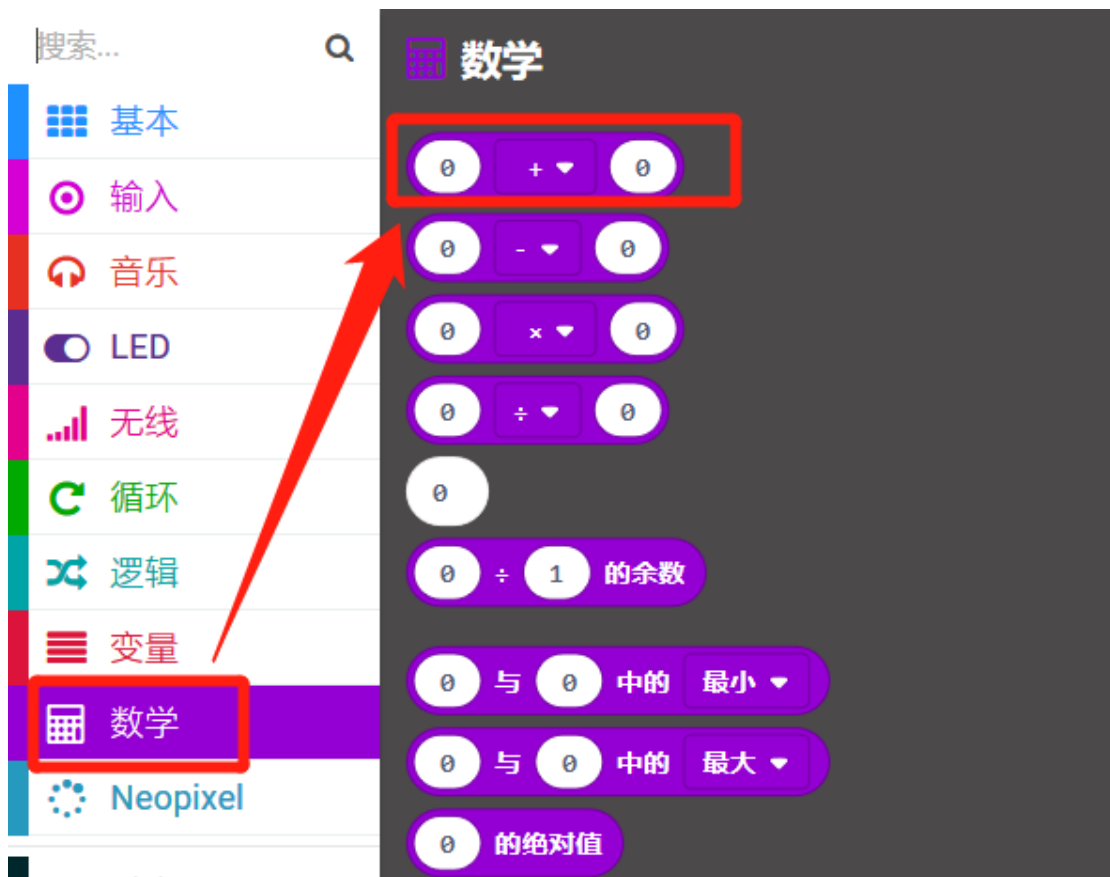 搜索...
基本
输入
音乐
LED
无线
循环
逻辑
变量
数学
Neopixel
数学
0 + 0
0 - 0
0 × 0
0 ÷ 0
0
0 ÷ 1 的余数
0 与 0 中的 最小
0 与 0 中的 最大
0 的绝对值